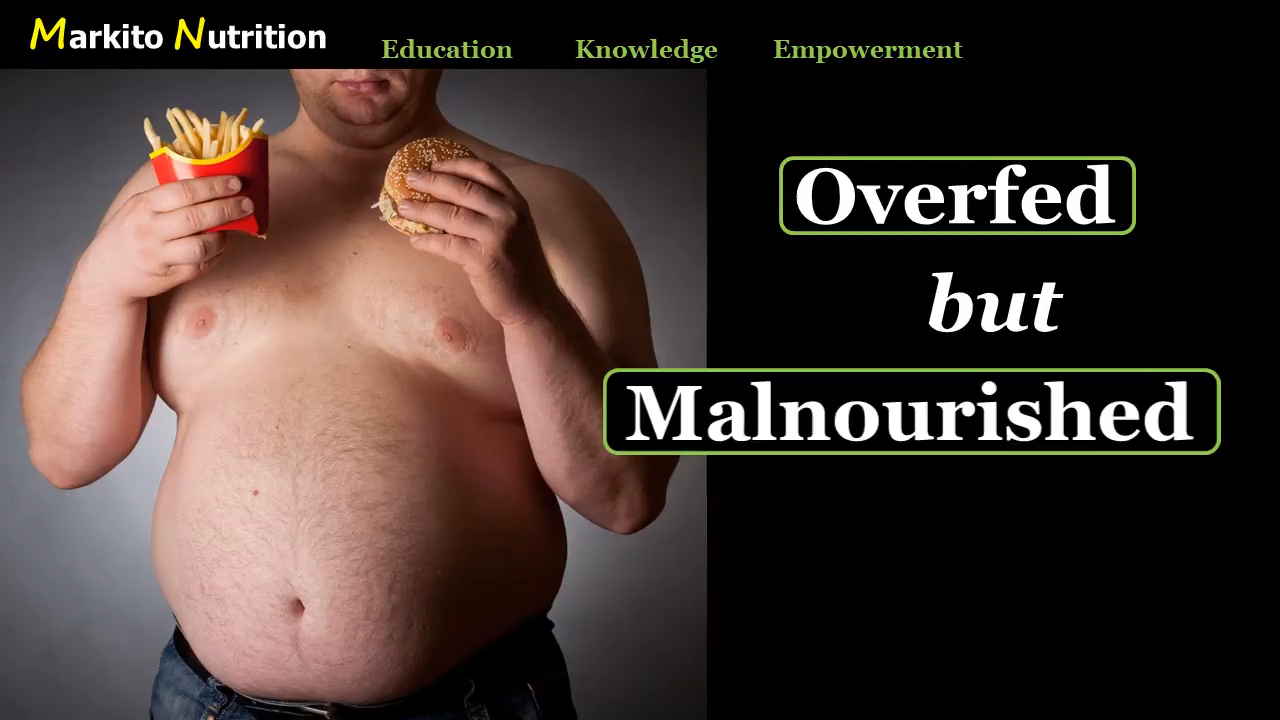 Markito Nutrition
Education Knowledge Empowerment
Overfed
but
Malnourished